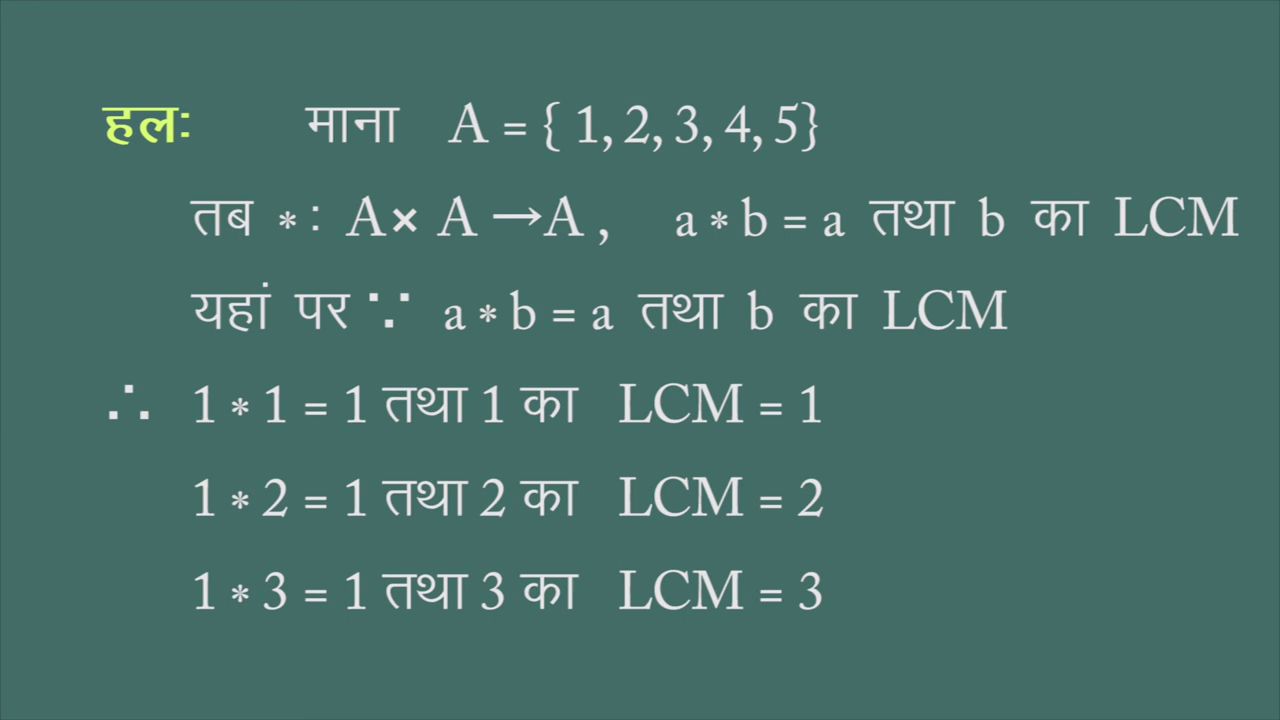 हलः माना A = { 1, 2, 3, 4, 5}
तब * : A× A →A , a * b = a तथा b का LCM
यहां पर ∵ a * b = a तथा b का LCM
∴ 1 * 1 = 1 तथा 1 का LCM = 1
1 * 2 = 1 तथा 2 का LCM = 2
1 * 3 = 1 तथा 3 का LCM = 3